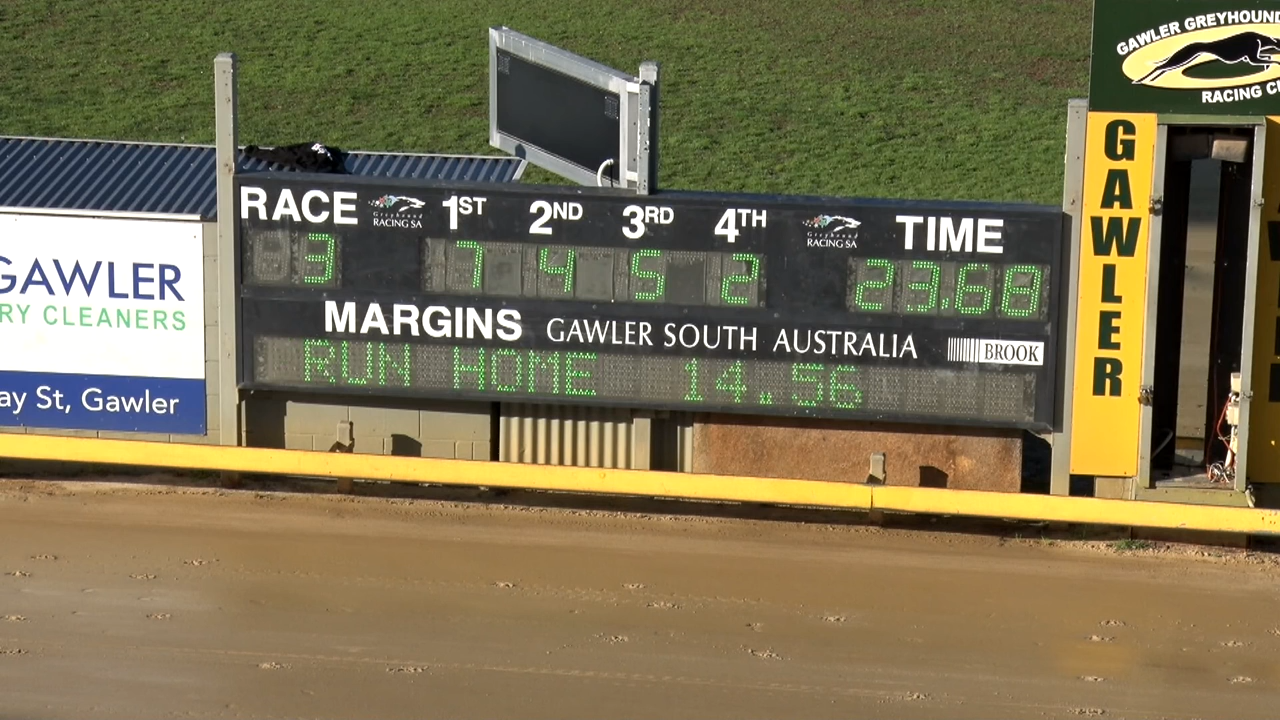 GAWLER GREYHOUND
RACING
GAWLER
RACE
Greyhound
RACING SA
1ST 2ND 3RD 4TH
Greyhound
RACING SA
TIME
3 7 4 5 2 23.68
MARGINS GAWLER SOUTH AUSTRALIA BROOK
RUN HOME 14.56
GAWLER
RY CLEANERS
ay St, Gawler